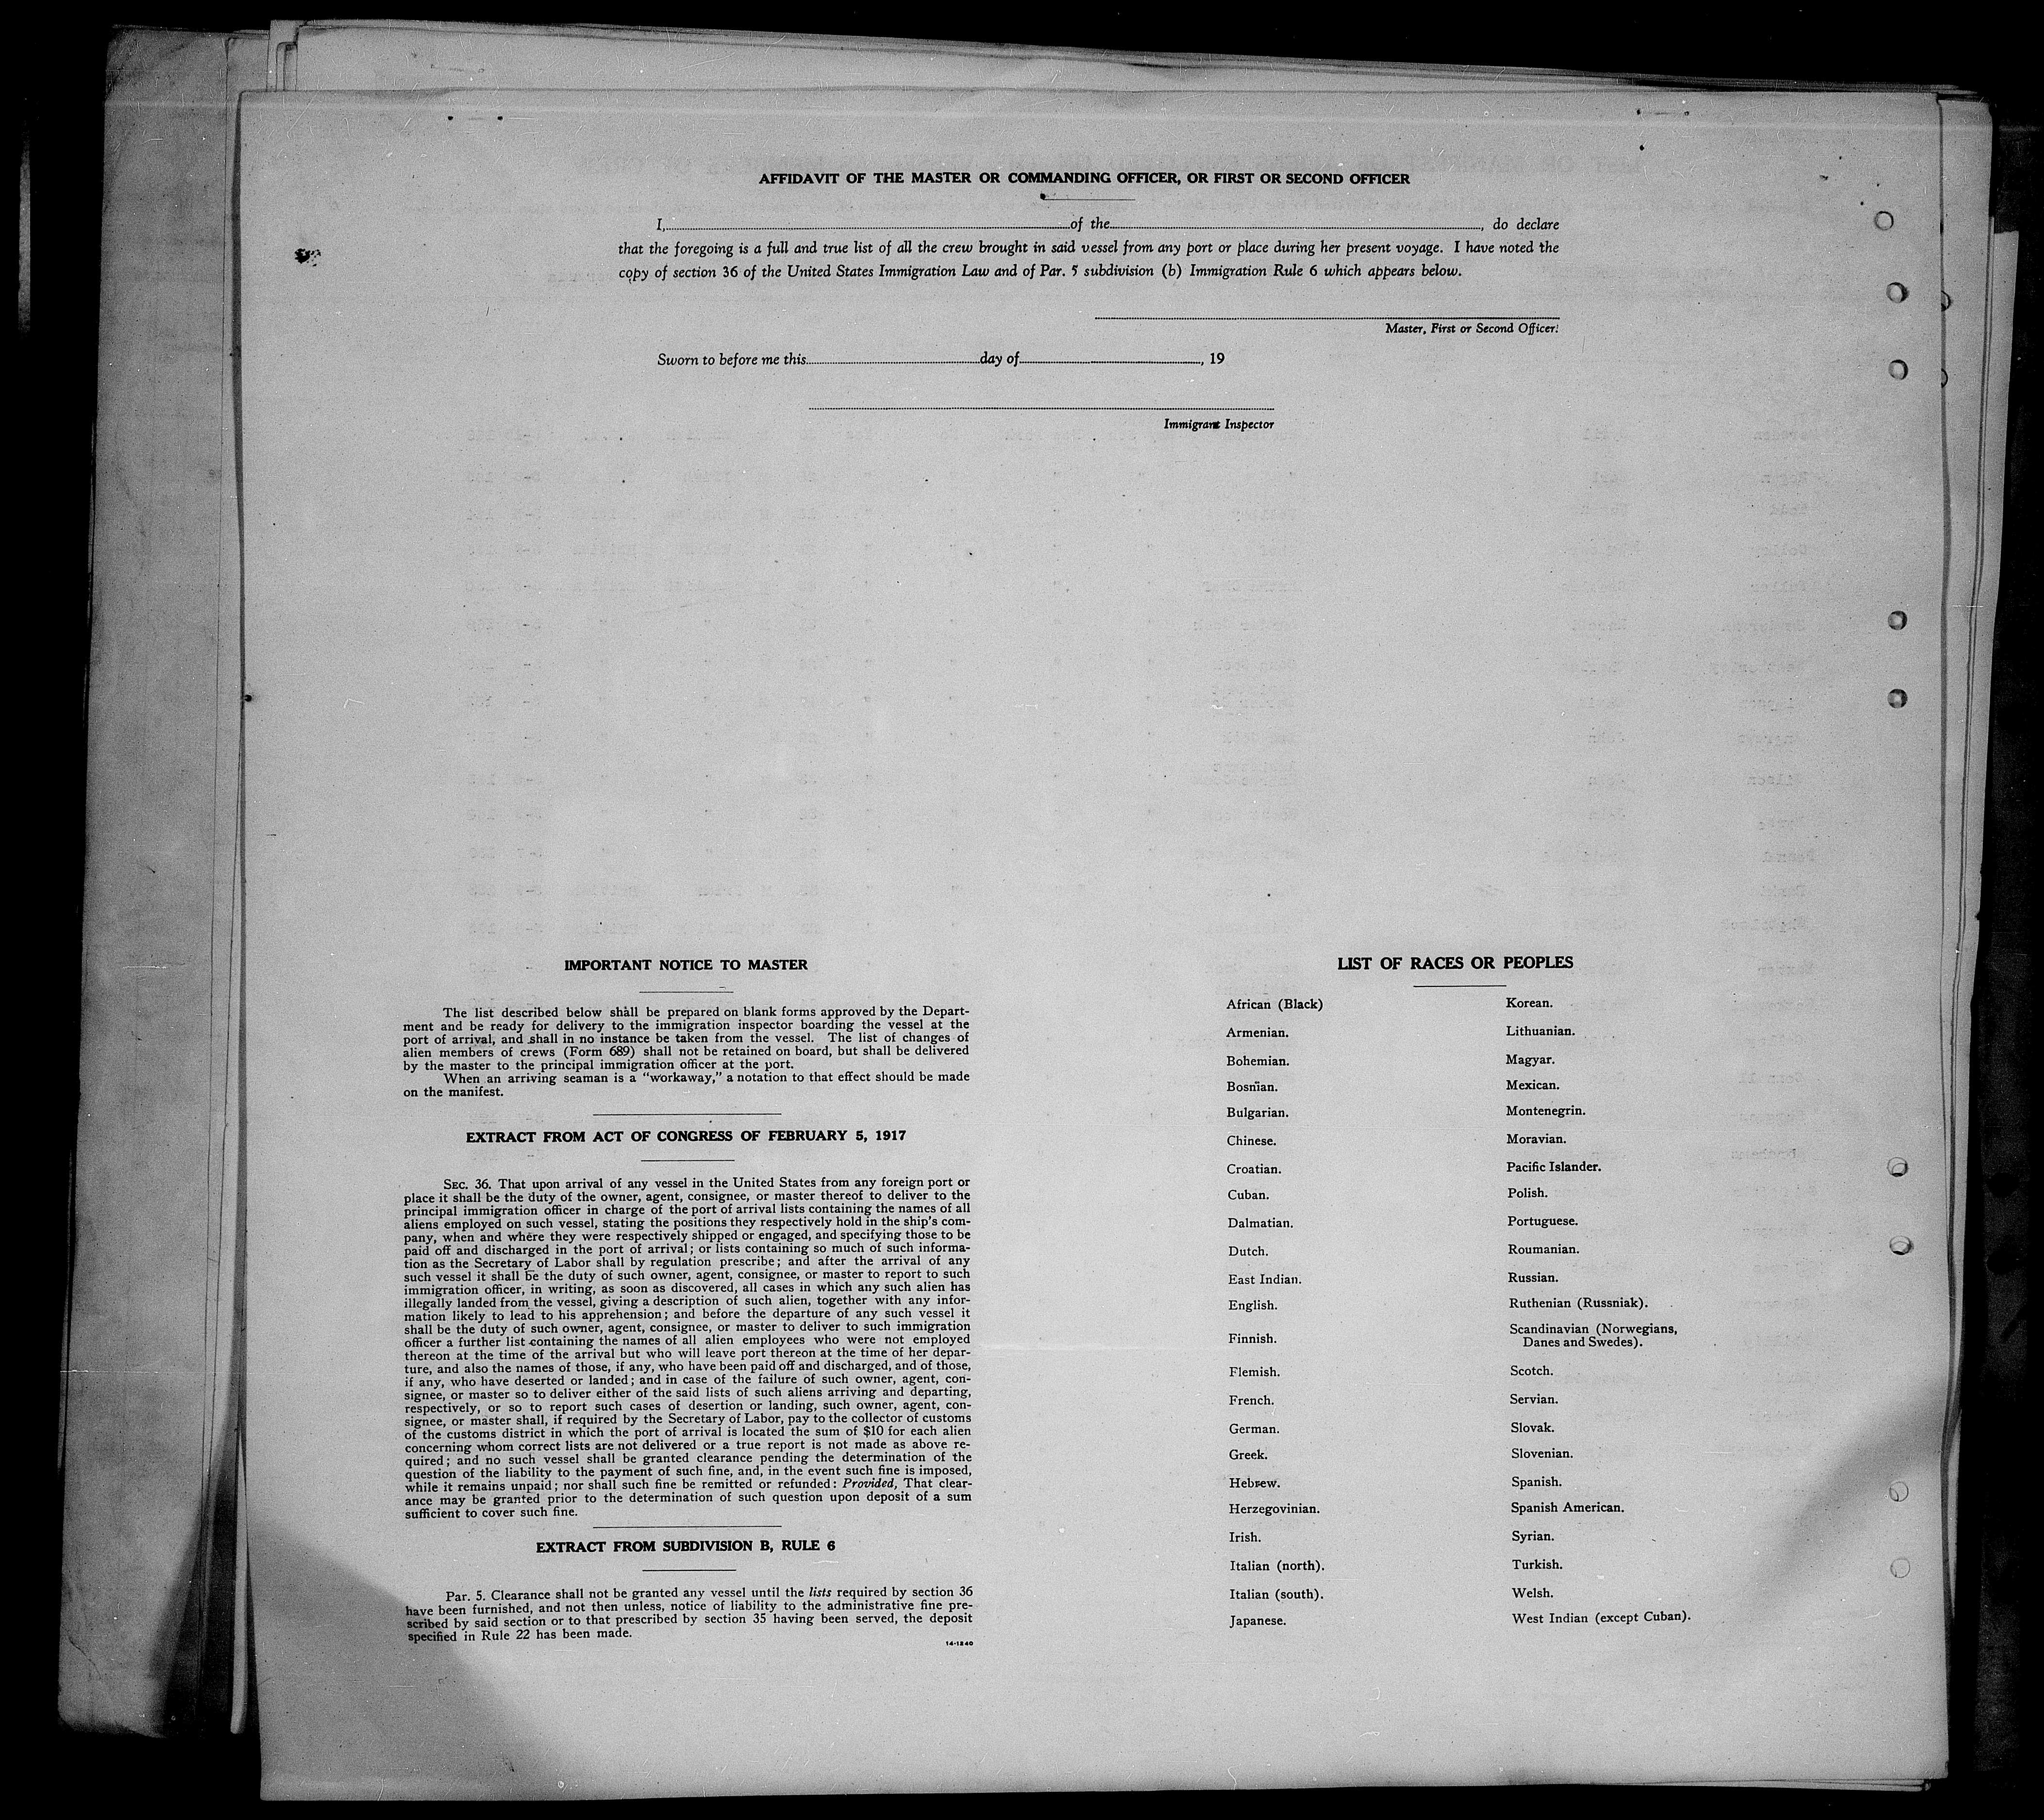 AFFIDAVIT OF THE MASTER OR COMMANDING OFFICER, OR FIRST OR SECOND OFFICER
I, of the , do declare
that the foregoing is a full and true list of all the crew brought in said vessel from any port or place during her present voyage. I have noted the
copy of section 36 of the United States Immigration Law and of Par. 5 subdivision (b) Immigration Rule 6 which appears below.
Master, First or Second Officer.
Sworn to before me this day of , 19
Immigrant Inspector
IMPORTANT NOTICE TO MASTER
The list described below shall be prepared on blank forms approved by the Depart-
ment and be ready for delivery to the immigration inspector boarding the vessel at the
port of arrival, and shall in no instance be taken from the vessel. The list of changes of
alien members of crews (Form 689) shall not be retained on board, but shall be delivered
by the master to the principal immigration officer at the port.
When an arriving seaman is a "workaway," a notation to that effect should be made
on the manifest.
EXTRACT FROM ACT OF CONGRESS OF FEBRUARY 5, 1917
SEC. 36. That upon arrival of any vessel in the United States from any foreign port or
place it shall be the duty of the owner, agent, consignee, or master thereof to deliver to the
principal immigration officer in charge of the port of arrival lists containing the names of all
aliens employed on such vessel, stating the positions they respectively hold in the ship's com-
pany, when and where they were respectively shipped or engaged, and specifying those to be
paid off and discharged in the port of arrival; or lists containing so much of such informa-
tion as the Secretary of Labor shall by regulation prescribe; and after the arrival of any
such vessel it shall be the duty of such owner, agent, consignee, or master to report to such
immigration officer, in writing, as soon as discovered, all cases in which any such alien has
illegally landed from the vessel, giving a description of such alien, together with any infor-
mation likely to lead to his apprehension; and before the departure of any such vessel it
shall be the duty of such owner, agent, consignee, or master to deliver to such immigration
officer a further list containing the names of all alien employees who were not employed
thereon at the time of the arrival but who will leave port thereon at the time of her depar-
ture, and also the names of those, if any, who have been paid off and discharged, and of those,
if any, who have deserted or landed; and in case of the failure of such owner, agent, con-
signee, or master so to deliver either of the said lists of such aliens arriving and departing,
respectively, or so to report such cases of desertion or landing, such owner, agent, con-
signee, or master shall, if required by the Secretary of Labor, pay to the collector of customs
of the customs district in which the port of arrival is located the sum of $10 for each alien
concerning whom correct lists are not delivered or a true report is not made as above re-
quired; and no such vessel shall be granted clearance pending the determination of the
question of the liability to the payment of such fine, and, in the event such fine is imposed,
while it remains unpaid; nor shall such fine be remitted or refunded: Provided, That clear-
ance may be granted prior to the determination of such question upon deposit of a sum
sufficient to cover such fine.
EXTRACT FROM SUBDIVISION B, RULE 6
Par. 5. Clearance shall not be granted any vessel until the lists required by section 36
have been furnished, and not then unless, notice of liability to the administrative fine pre-
scribed by said section or to that prescribed by section 35 having been served, the deposit
specified in Rule 22 has been made.
14-1240
LIST OF RACES OR PEOPLES
African (Black)
Armenian.
Bohemian.
Bosnian.
Bulgarian.
Chinese.
Croatian.
Cuban.
Dalmatian.
Dutch.
East Indian.
English.
Finnish.
Flemish.
French.
German.
Greek.
Hebrew.
Herzegovinian.
Irish.
Italian (north).
Italian (south).
Japanese.
Korean.
Lithuanian.
Magyar.
Mexican.
Montenegrin.
Moravian.
Pacific Islander.
Polish.
Portuguese.
Roumanian.
Russian.
Ruthenian (Russniak).
Scandinavian (Norwegians,
Danes and Swedes).
Scotch.
Servian.
Slovak.
Slovenian.
Spanish.
Spanish American.
Syrian.
Turkish.
Welsh.
West Indian (except Cuban).